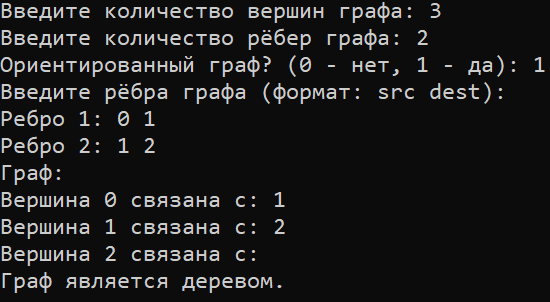 Введите количество вершин графа: 3
Введите количество рёбер графа: 2
Ориентированный граф? (0 - нет, 1 - да): 1
Введите рёбра графа (формат: src dest):
Ребро 1: 0 1
Ребро 2: 1 2
Граф:
Вершина 0 связана с: 1
Вершина 1 связана с: 2
Вершина 2 связана с:
Граф является деревом.